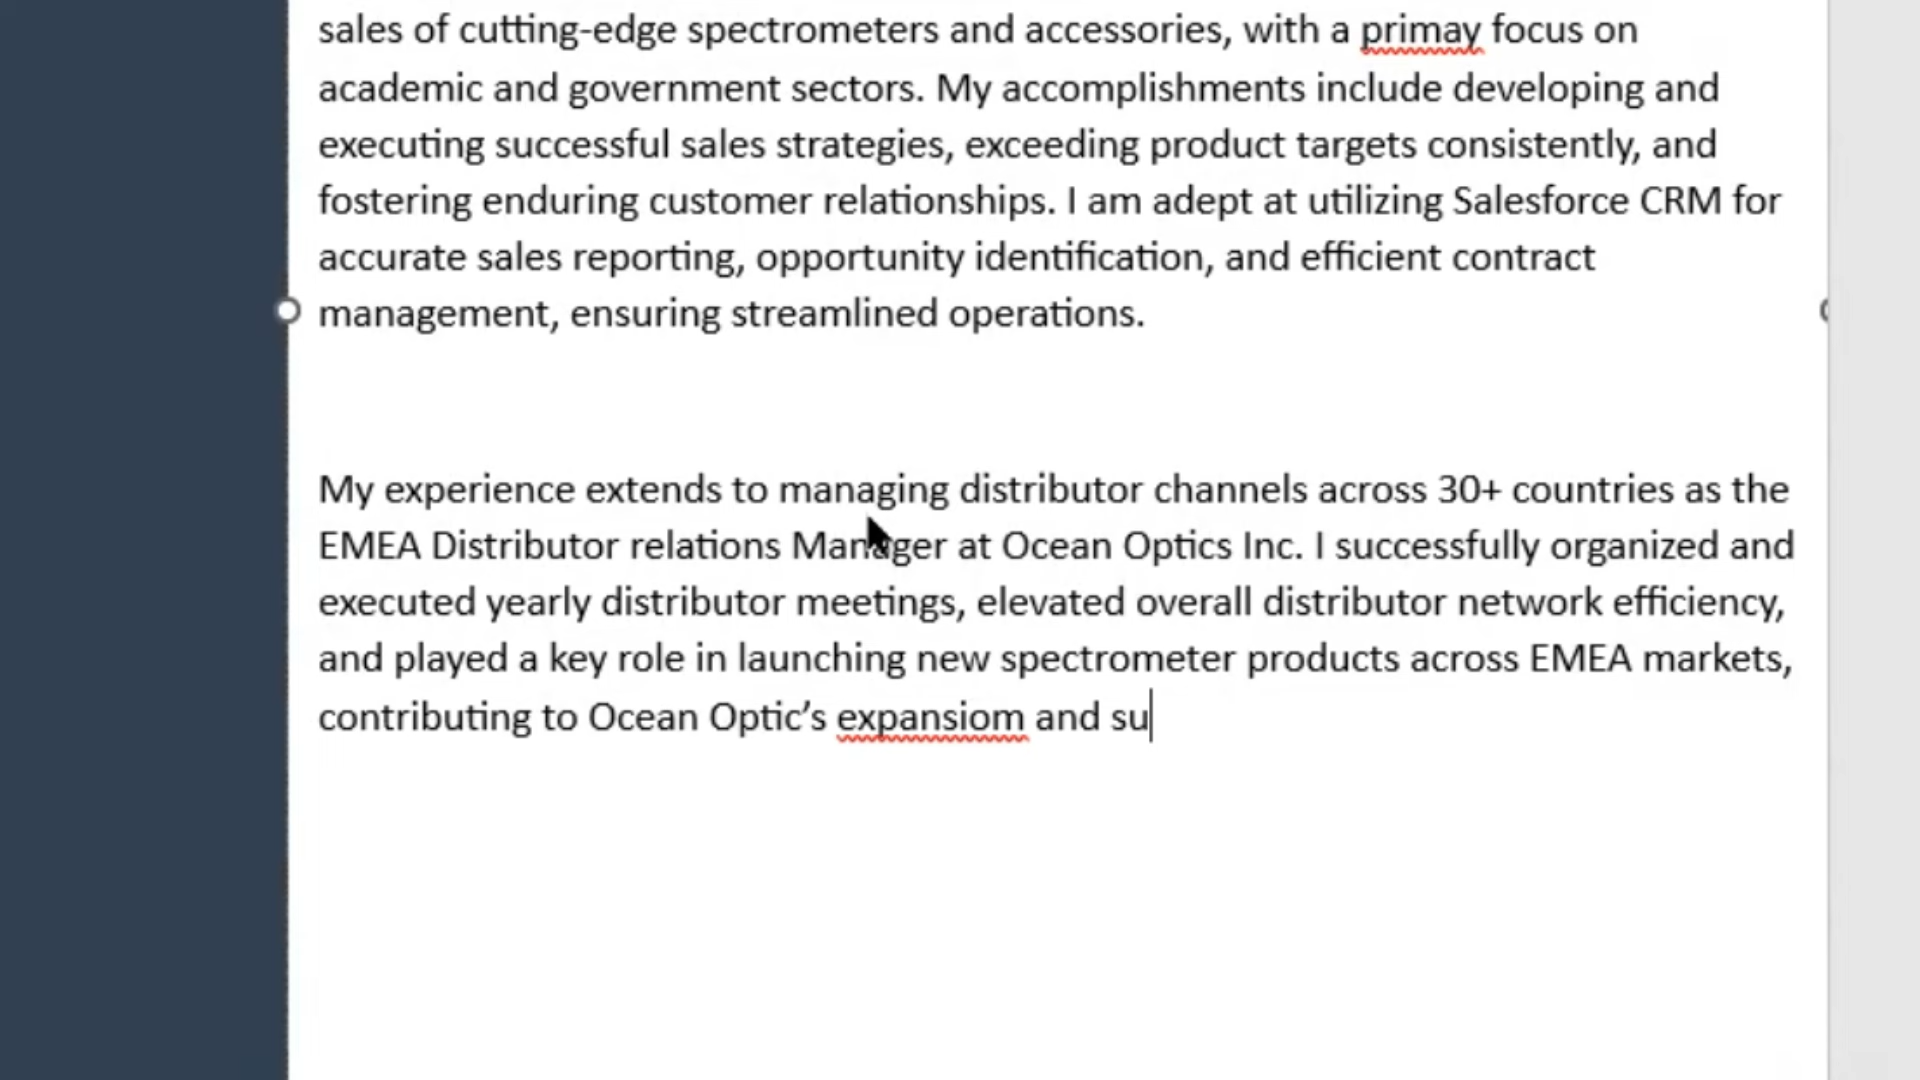 sales of cutting-edge spectrometers and accessories, with a primay focus on
academic and government sectors. My accomplishments include developing and
executing successful sales strategies, exceeding product targets consistently, and
fostering enduring customer relationships. I am adept at utilizing Salesforce CRM for
accurate sales reporting, opportunity identification, and efficient contract
management, ensuring streamlined operations.
My experience extends to managing distributor channels across 30+ countries as the
EMEA Distributor relations Manager at Ocean Optics Inc. I successfully organized and
executed yearly distributor meetings, elevated overall distributor network efficiency,
and played a key role in launching new spectrometer products across EMEA markets,
contributing to Ocean Optic’s expansiom and su